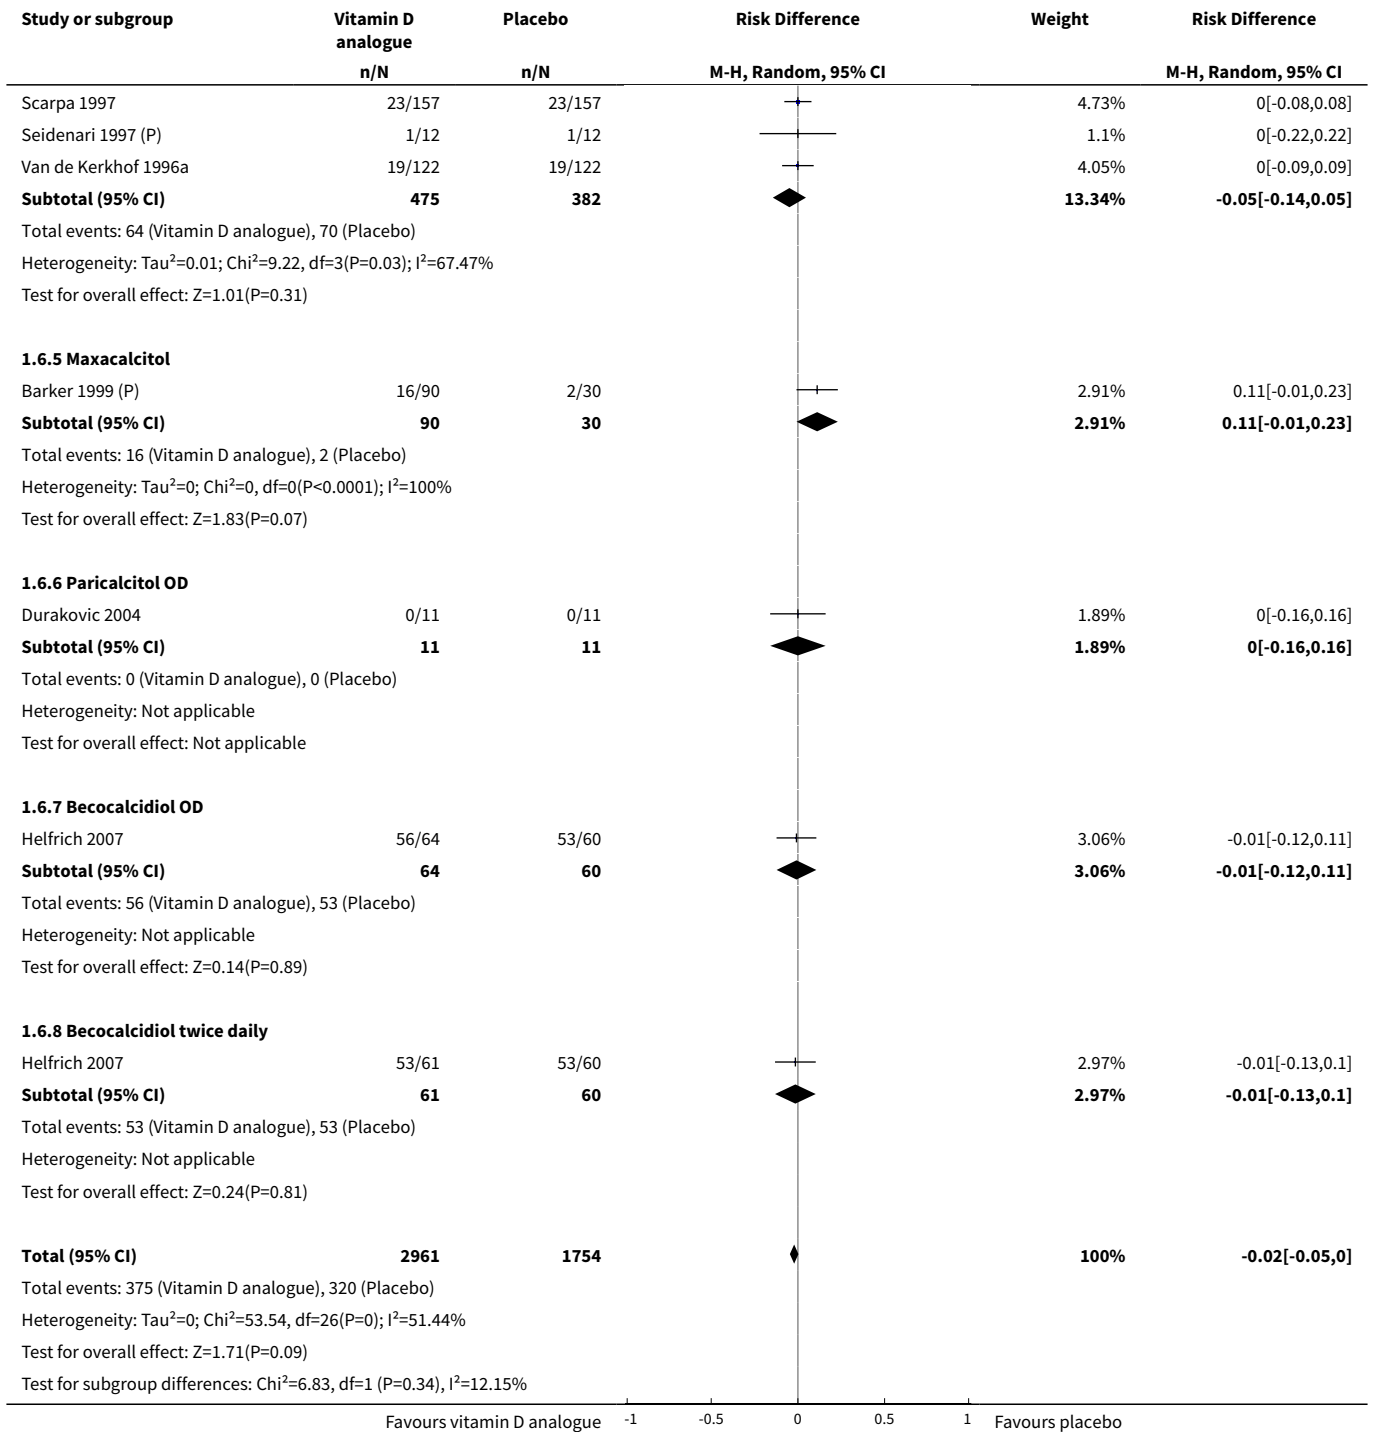 Study or subgroup Vitamin D analogue Placebo Risk Difference Weight Risk Difference
n/N n/N M-H, Random, 95% CI M-H, Random, 95% CI
Scarpa 1997 23/157 23/157 4.73% 0[-0.08,0.08]
Seidenari 1997 (P) 1/12 1/12 1.1% 0[-0.22,0.22]
Van de Kerkhof 1996a 19/122 19/122 4.05% 0[-0.09,0.09]
Subtotal (95% CI) 475 382 13.34% -0.05[-0.14,0.05]
Total events: 64 (Vitamin D analogue), 70 (Placebo)
Heterogeneity: Tau²=0.01; Chi²=9.22, df=3(P=0.03); I²=67.47%
Test for overall effect: Z=1.01(P=0.31)
1.6.5 Maxacalcitol
Barker 1999 (P) 16/90 2/30 2.91% 0.11[-0.01,0.23]
Subtotal (95% CI) 90 30 2.91% 0.11[-0.01,0.23]
Total events: 16 (Vitamin D analogue), 2 (Placebo)
Heterogeneity: Tau²=0; Chi²=0, df=0(P<0.0001); I²=100%
Test for overall effect: Z=1.83(P=0.07)
1.6.6 Paricalcitol OD
Durakovic 2004 0/11 0/11 1.89% 0[-0.16,0.16]
Subtotal (95% CI) 11 11 1.89% 0[-0.16,0.16]
Total events: 0 (Vitamin D analogue), 0 (Placebo)
Heterogeneity: Not applicable
Test for overall effect: Not applicable
1.6.7 Becocalcidiol OD
Helfrich 2007 56/64 53/60 3.06% -0.01[-0.12,0.11]
Subtotal (95% CI) 64 60 3.06% -0.01[-0.12,0.11]
Total events: 56 (Vitamin D analogue), 53 (Placebo)
Heterogeneity: Not applicable
Test for overall effect: Z=0.14(P=0.89)
1.6.8 Becocalcidiol twice daily
Helfrich 2007 53/61 53/60 2.97% -0.01[-0.13,0.1]
Subtotal (95% CI) 61 60 2.97% -0.01[-0.13,0.1]
Total events: 53 (Vitamin D analogue), 53 (Placebo)
Heterogeneity: Not applicable
Test for overall effect: Z=0.24(P=0.81)
Total (95% CI) 2961 1754 100% -0.02[-0.05,0]
Total events: 375 (Vitamin D analogue), 320 (Placebo)
Heterogeneity: Tau²=0; Chi²=53.54, df=26(P=0); I²=51.44%
Test for overall effect: Z=1.71(P=0.09)
Test for subgroup differences: Chi²=6.83, df=1 (P=0.34), I²=12.15%
Favours vitamin D analogue -1 -0.5 0 0.5 1 Favours placebo